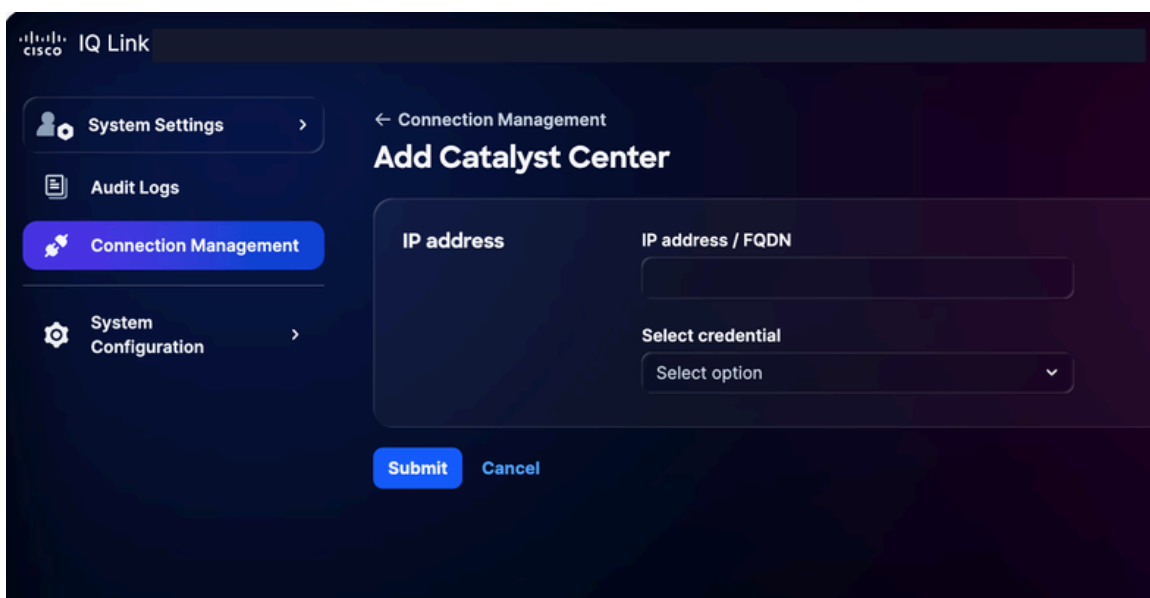 cisco IQ Link
System Settings
Audit Logs
Connection Management
System
Configuration
← Connection Management
Add Catalyst Center
IP address
IP address / FQDN
Select credential
Select option
Submit Cancel